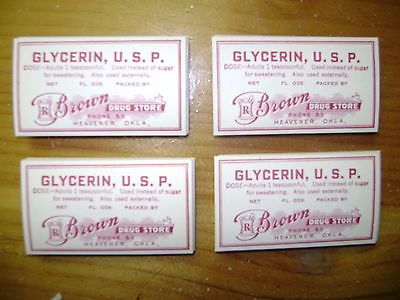 GLYCERIN, U. S. P.
DOSE—Adults 1 teaspoonful. Used instead of sugar
for sweetening. Also used externally.
NET FL. OZS. PACKED BY
R Brown
DRUG STORE
PHONE 53
HEAVENER, OKLA.
GLYCERIN, U. S. P.
DOSE—Adults 1 teaspoonful. Used instead of sugar
for sweetening. Also used externally.
NET FL. OZS. PACKED BY
R Brown
DRUG STORE
PHONE 53
HEAVENER, OKLA.
GLYCERIN, U. S. P.
DOSE—Adults 1 teaspoonful. Used instead of sugar
for sweetening. Also used externally.
NET FL. OZS. PACKED BY
R Brown
DRUG STORE
PHONE 53
HEAVENER, OKLA.
GLYCERIN, U. S. P.
DOSE—Adults 1 teaspoonful. Used instead of sugar
for sweetening. Also used externally.
NET FL. OZS. PACKED BY
R Brown
DRUG STORE
PHONE 53
HEAVENER, OKLA.